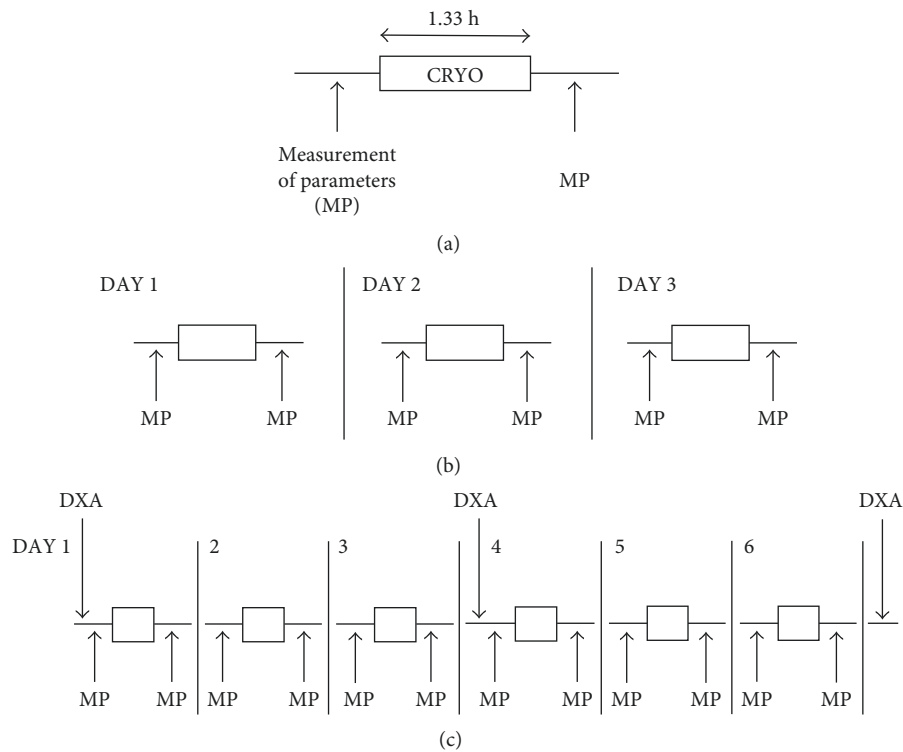 1.33 h
CRYO
Measurement
of parameters
(MP)
MP
(a)
DAY 1
DAY 2
DAY 3
MP
MP
MP
MP
MP
MP
(b)
DXA
DXA
DXA
DAY 1
2
3
4
5
6
MP
MP
MP
MP
MP
MP
MP
MP
MP
MP
MP
MP
(c)